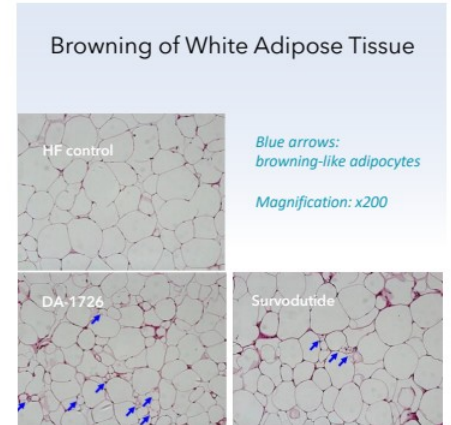 Browning of White Adipose Tissue
HF control
Blue arrows:
browning-like adipocytes
Magnification: x200
DA-1726
Survodutide